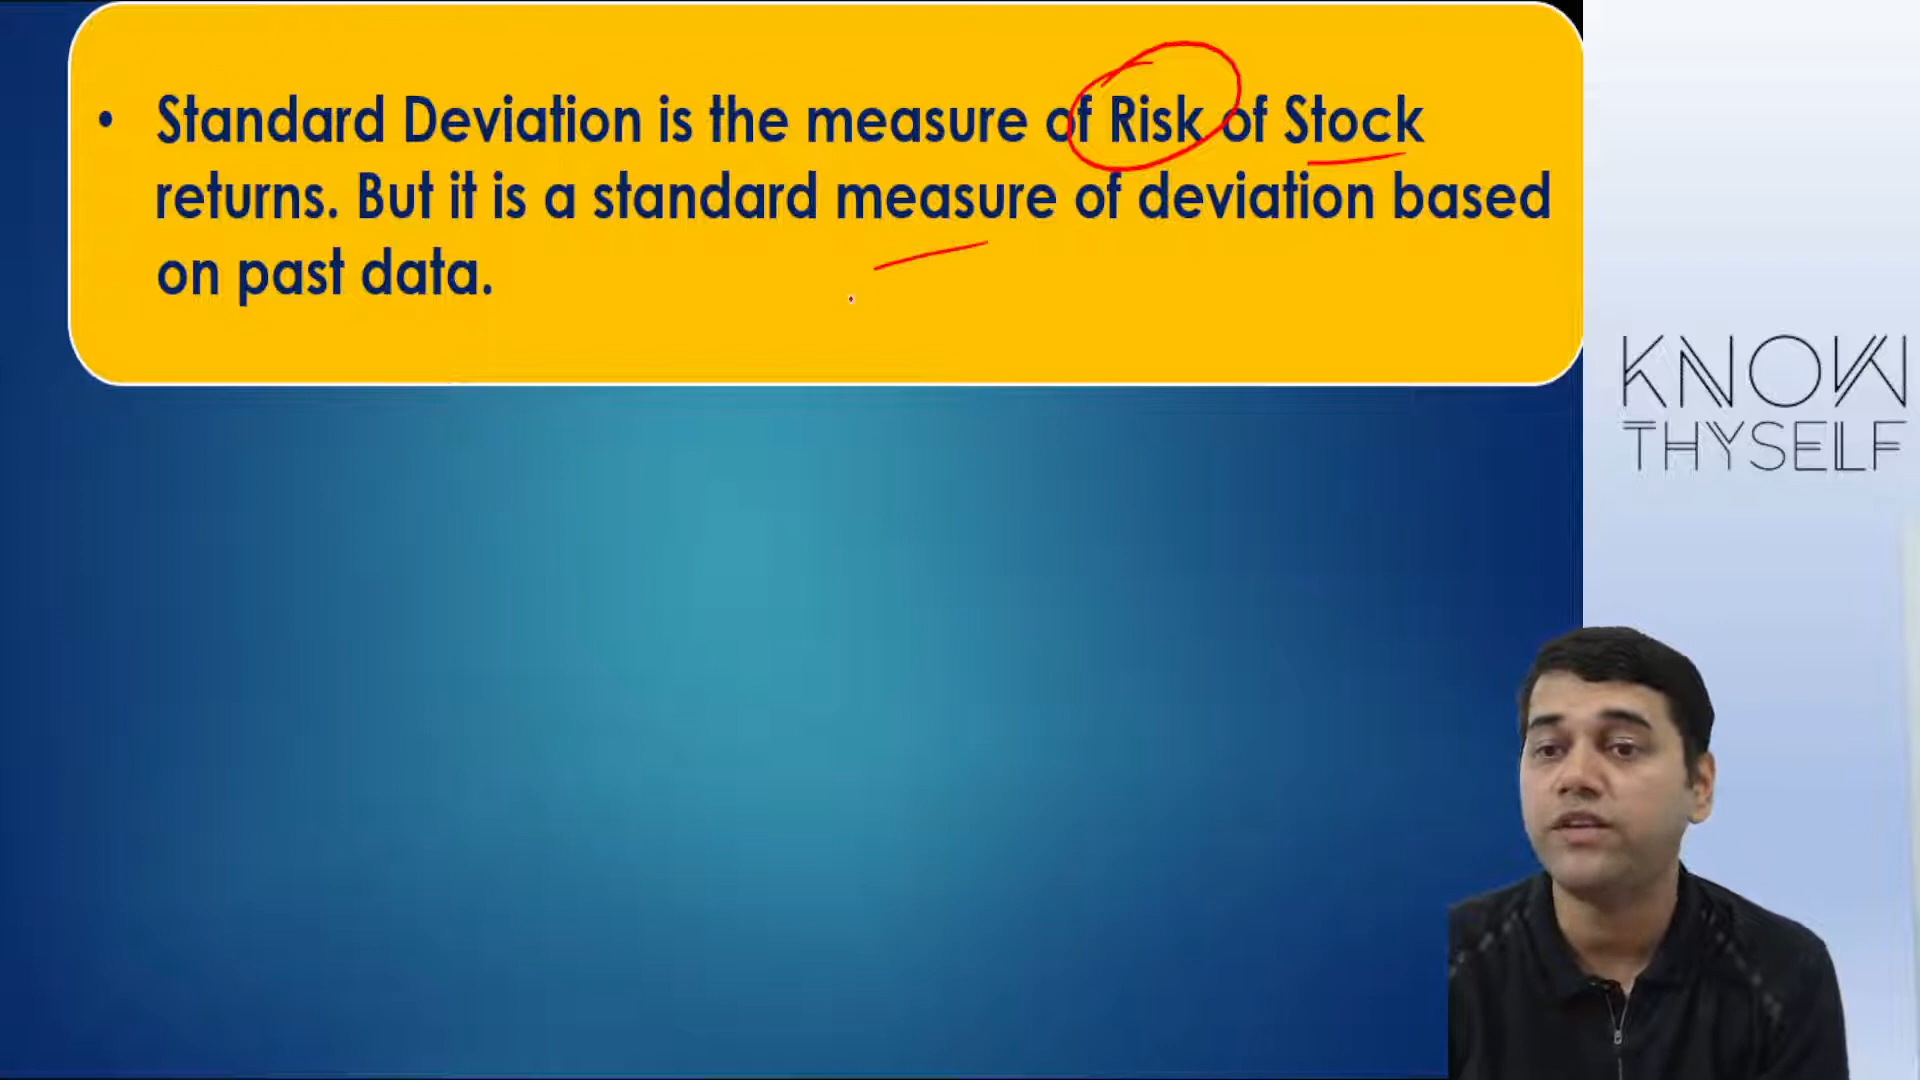 • Standard Deviation is the measure of Risk of Stock
returns. But it is a standard measure of deviation based
on past data.
KNOW
THYSELF